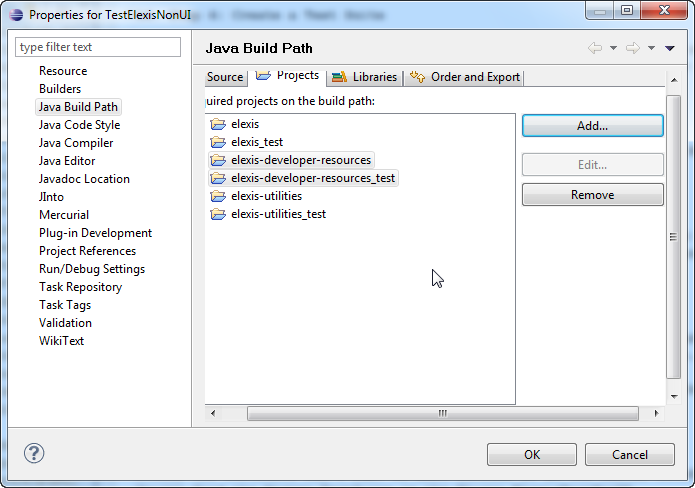 Properties for TestElexisNonUI
type filter text
Resource
Builders
Java Build Path
Java Code Style
Java Compiler
Java Editor
Javadoc Location
JInto
Mercurial
Plug-in Development
Project References
Run/Debug Settings
Task Repository
Task Tags
Validation
WikiText
Java Build Path
Source Projects Libraries Order and Export
uired projects on the build path:
elexis
elexis_test
elexis-developer-resources
elexis-developer-resources_test
elexis-utilities
elexis-utilities_test
Add...
Edit...
Remove
OK Cancel